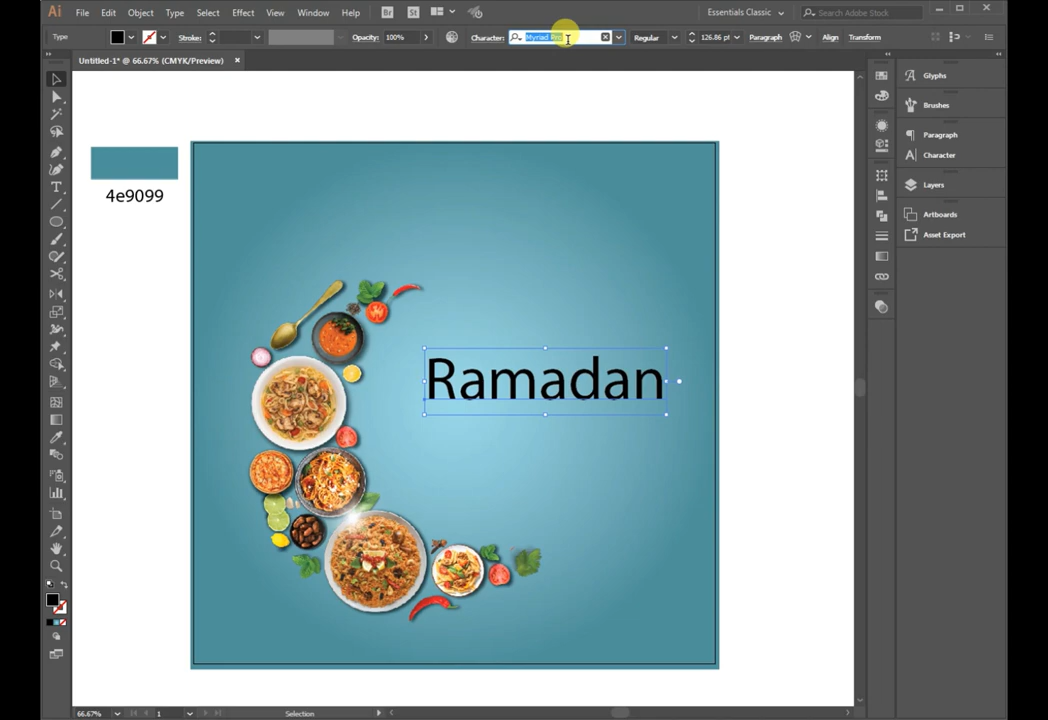 Ai File Edit Object Type Select Effect View Window Help Br St Essentials Classic Search Adobe Stock
Type Stroke: Opacity: 100% Character: Myriad Pro Regular 126.86 pt Paragraph Align Transform
Untitled-1* @ 66.67% (CMYK/Preview)
Glyphs
Brushes
Paragraph
Character
Layers
Artboards
Asset Export
4e9099
Ramadan
66.67% 1 Selection